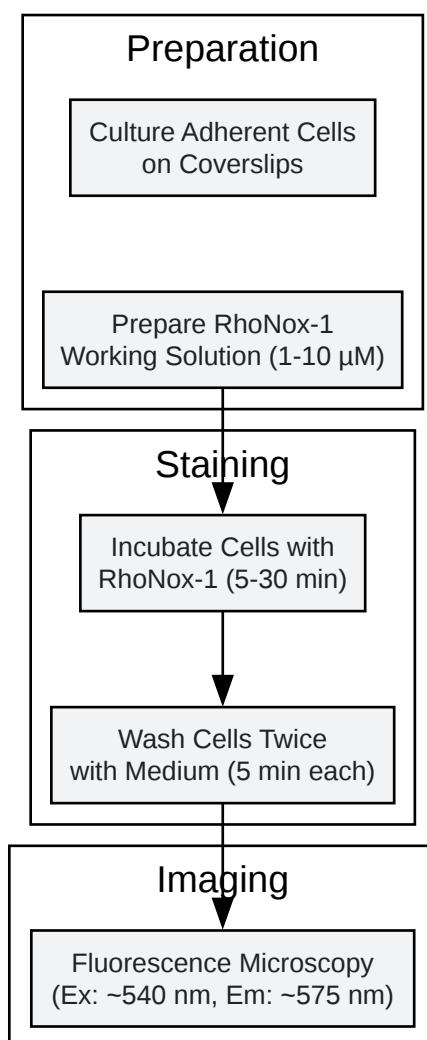 Preparation
Culture Adherent Cells
on Coverslips
Prepare RhoNox-1
Working Solution (1-10 µM)
Staining
Incubate Cells with
RhoNox-1 (5-30 min)
Wash Cells Twice
with Medium (5 min each)
Imaging
Fluorescence Microscopy
(Ex: ~540 nm, Em: ~575 nm)